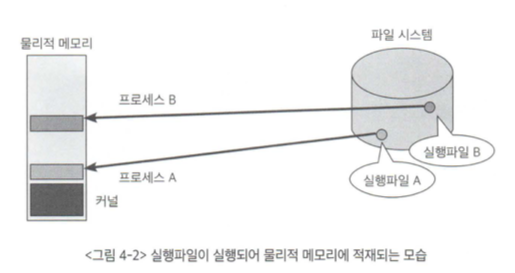 물리적 메모리
파일 시스템
프로세스 B
실행파일 B
프로세스 A
실행파일 A
커널
<그림 4-2> 실행파일이 실행되어 물리적 메모리에 적재되는 모습